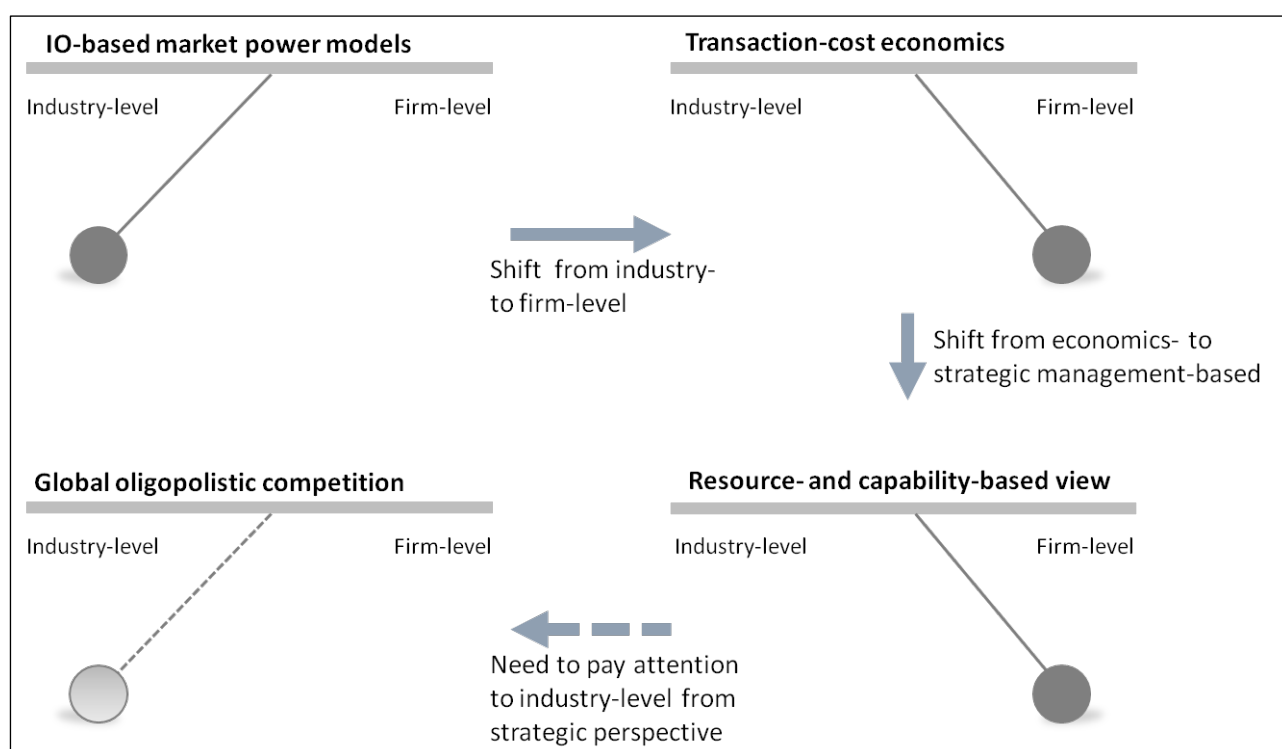 IO-based market power models
Industry-level
Firm-level
Transaction-cost economics
Industry-level
Firm-level
Shift from industry-
to firm-level
Shift from economics- to
strategic management-based
Global oligopolistic competition
Industry-level
Firm-level
Resource- and capability-based view
Industry-level
Firm-level
Need to pay attention
to industry-level from
strategic perspective